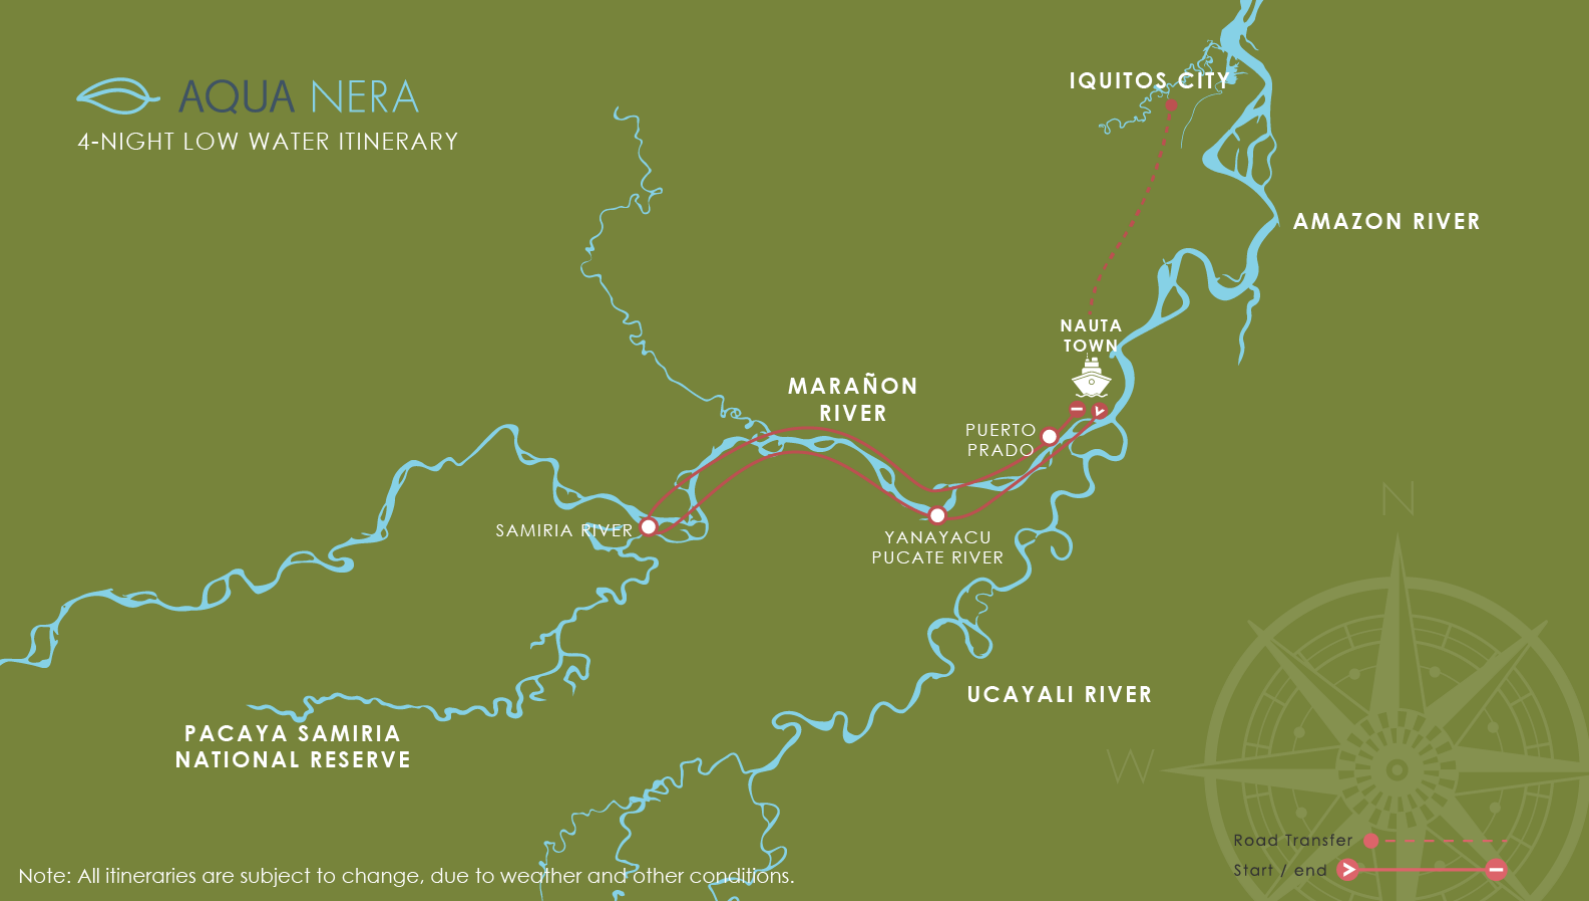 AQUA NERA
4-NIGHT LOW WATER ITINERARY
IQUITOS CITY
AMAZON RIVER
NAUTA
TOWN
MARAÑON
RIVER
PUERTO
PRADO
SAMIRIA RIVER
YANAYACU
PUCATE RIVER
N
UCAYALI RIVER
PACAYA SAMIRIA
NATIONAL RESERVE
W
Road Transfer
Start / end
Note: All itineraries are subject to change, due to weather and other conditions.